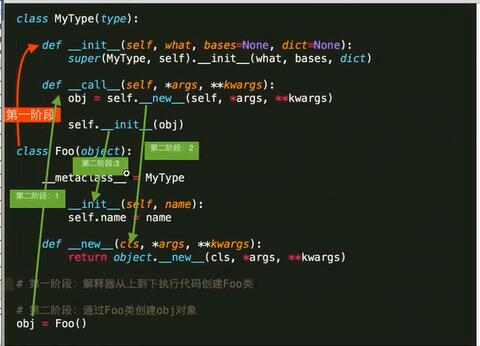 class MyType(type):
def __init__(self, what, bases=None, dict=None):
super(MyType, self).__init__(what, bases, dict)
def __call__(self, *args, **kwargs):
obj = self.__new__(self, *args, **kwargs)
第一阶段
self.__init__(obj)
第二阶段：2
class Foo(object):
第二阶段:3
__metaclass__ = MyType
第二阶段：1
__init__(self, name):
self.name = name
def __new__(cls, *args, **kwargs):
return object.__new__(cls, *args, **kwargs)
# 第一阶段：解释器从上到下执行代码创建Foo类
# 第二阶段：通过Foo类创建obj对象
obj = Foo()